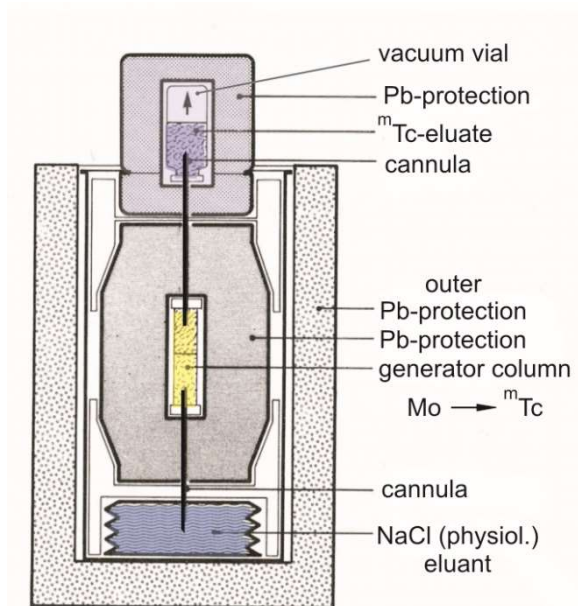 vacuum vial
Pb-protection
ᵐTc-eluate
cannula
outer
Pb-protection
Pb-protection
generator column
Mo → ᵐTc
cannula
NaCl (physiol.)
eluant